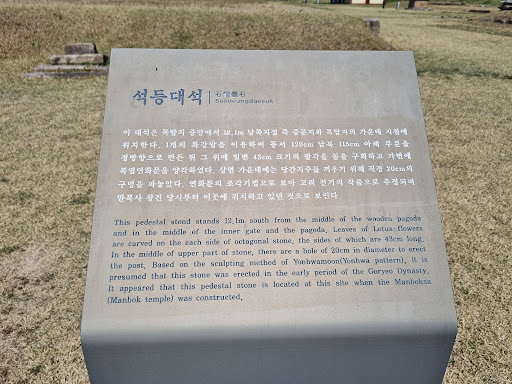 석등대석 石燈臺石
Seukdeungdaeseuk
이 대석은 목탑지 중앙에서 12.1m 남쪽지점 즉 중문지와 목탑지의 가운데 지점에
위치한다. 1개의 화강암을 이용하여 동서 120cm 남북 115cm 아래 부분을
정방향으로 만든 뒤 그 위에 일변 43cm 크기의 팔각을 돌을 구획하고 가변에
복엽연화문을 양각하였다. 상면 가운데에는 당간지주를 끼우기 위해 직경 20cm의
구멍을 파놓았다. 연화문의 조각기법으로 보아 고려 전기의 작품으로 추정되며
만복사 창건 당시부터 이곳에 위치하고 있던 것으로 보인다.
This pedestal stond stands 12.1m south from the middle of the wooden pagoda
and in the middle of the inner gate and the pagoda. Leaves of Lotus flowers
are carved on the each side of octagonal stone, the sides of which are 43cm long.
In the middle of upper part of stone, there are a hole of 20cm in diameter to erect
the post. Based on the sculpting method of Yonhwamoon(Yonhwa pattern), it is
presumed that this stone was erected in the early period of the Goryeo Dynasty.
It appeared that this pedestal stone is located at this site when the Manboksa
(Manbok temple) was constructed.